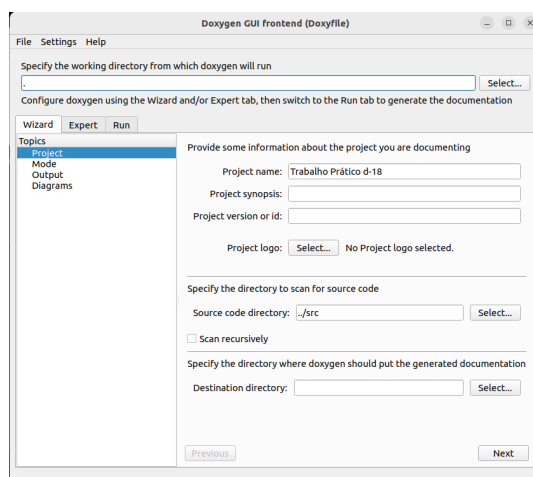 Doxygen GUI frontend (Doxyfile)
File Settings Help
Specify the working directory from which doxygen will run
.
Select...
Configure doxygen using the Wizard and/or Expert tab, then switch to the Run tab to generate the documentation
Wizard Expert Run
Topics
Project
Mode
Output
Diagrams
Provide some information about the project you are documenting
Project name: Trabalho Prático d-18
Project synopsis:
Project version or id:
Project logo: Select... No Project logo selected.
Specify the directory to scan for source code
Source code directory: ../src Select...
Scan recursively
Specify the directory where doxygen should put the generated documentation
Destination directory: Select...
Previous Next